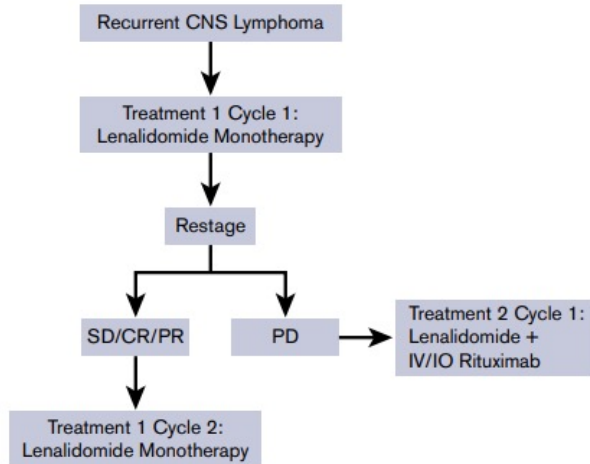 Recurrent CNS Lymphoma
Treatment 1 Cycle 1:
Lenalidomide Monotherapy
Restage
SD/CR/PR
PD
Treatment 2 Cycle 1:
Lenalidomide +
IV/IO Rituximab
Treatment 1 Cycle 2:
Lenalidomide Monotherapy